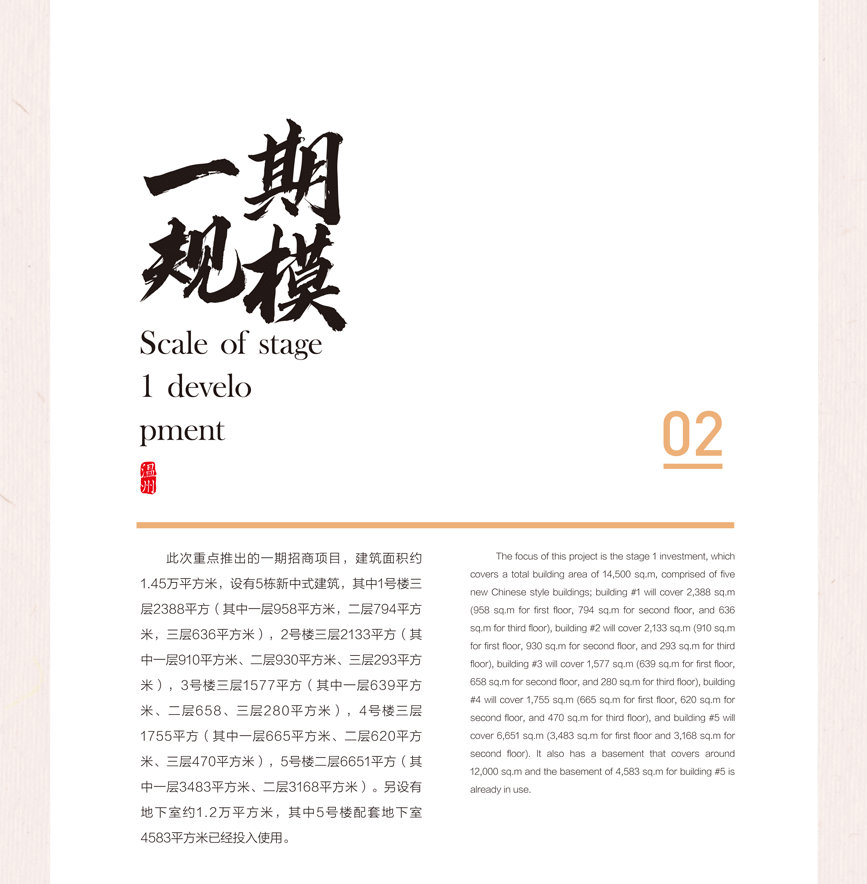 一期
规模
Scale of stage
1 develo
pment
温
州
02
此次重点推出的一期招商项目，建筑面积约
1.45万平方米，设有5栋新中式建筑，其中1号楼三
层2388平方（其中一层958平方米，二层794平方
米，三层636平方米），2号楼三层2133平方（其
中一层910平方米、二层930平方米、三层293平方
米），3号楼三层1577平方（其中一层639平方
米、二层658、三层280平方米），4号楼三层
1755平方（其中一层665平方米、二层620平方
米、三层470平方米），5号楼二层6651平方（其
中一层3483平方米、二层3168平方米）。另设有
地下室约1.2万平方米，其中5号楼配套地下室
4583平方米已经投入使用。
The focus of this project is the stage 1 investment, which
covers a total building area of 14,500 sq.m, comprised of five
new Chinese style buildings; building #1 will cover 2,388 sq.m
(958 sq.m for first floor, 794 sq.m for second floor, and 636
sq.m for third floor), building #2 will cover 2,133 sq.m (910 sq.m
for first floor, 930 sq.m for second floor, and 293 sq.m for third
floor), building #3 will cover 1,577 sq.m (639 sq.m for first floor,
658 sq.m for second floor, and 280 sq.m for third floor), building
#4 will cover 1,755 sq.m (665 sq.m for first floor, 620 sq.m for
second floor, and 470 sq.m for third floor), and building #5 will
cover 6,651 sq.m (3,483 sq.m for first floor and 3,168 sq.m for
second floor). It also has a basement that covers around
12,000 sq.m and the basement of 4,583 sq.m for building #5 is
already in use.